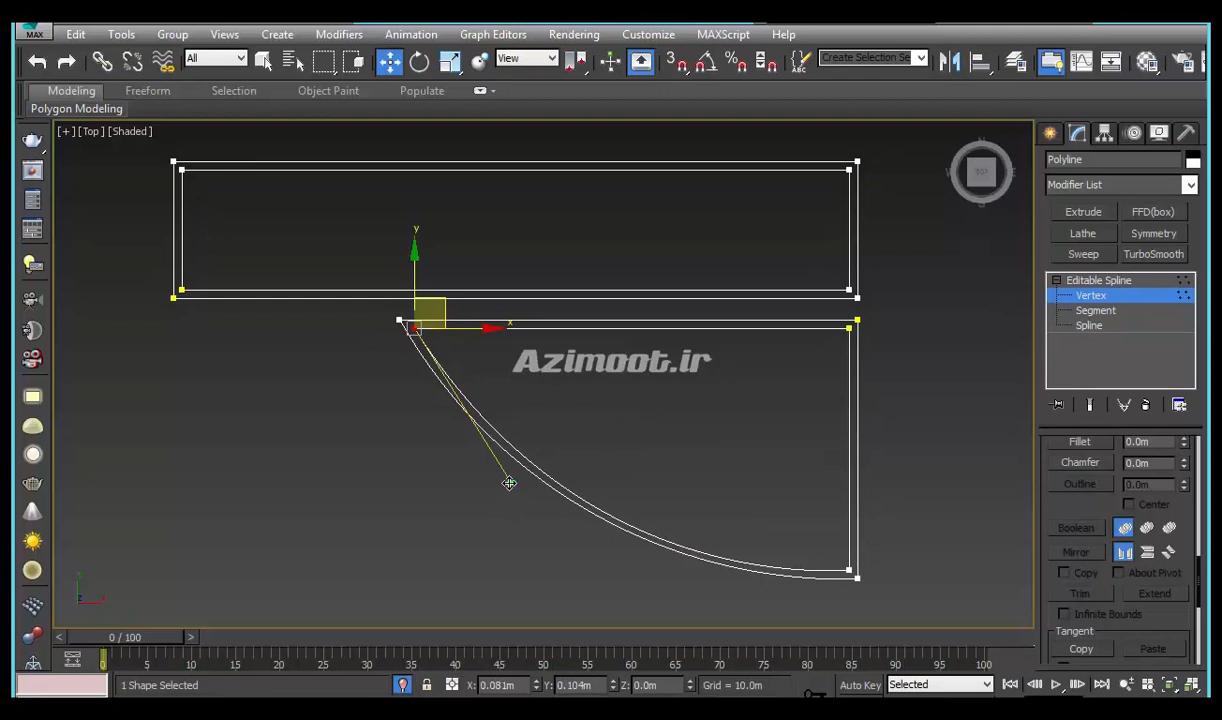 MAX Edit Tools Group Views Create Modifiers Animation Graph Editors Rendering Customize MAXScript Help
All View 3 Create Selection Se
Modeling Freeform Selection Object Paint Populate
Polygon Modeling
[+] [Top] [Shaded]
N
W TOP E
S
Polyline
Modifier List
Extrude FFD(box)
Lathe Symmetry
Sweep TurboSmooth
Editable Spline
Vertex
Segment
Spline
y
x
Azimoot.ir
Fillet 0.0m
Chamfer 0.0m
Outline 0.0m
Center
Boolean
Mirror
Copy About Pivot
Trim Extend
Infinite Bounds
Tangent
Copy Paste
< 0 / 100 >
0 5 10 15 20 25 30 35 40 45 50 55 60 65 70 75 80 85 90 95 100
1 Shape Selected X: 0.081m Y: 0.104m Z: 0.0m Grid = 10.0m Auto Key Selected